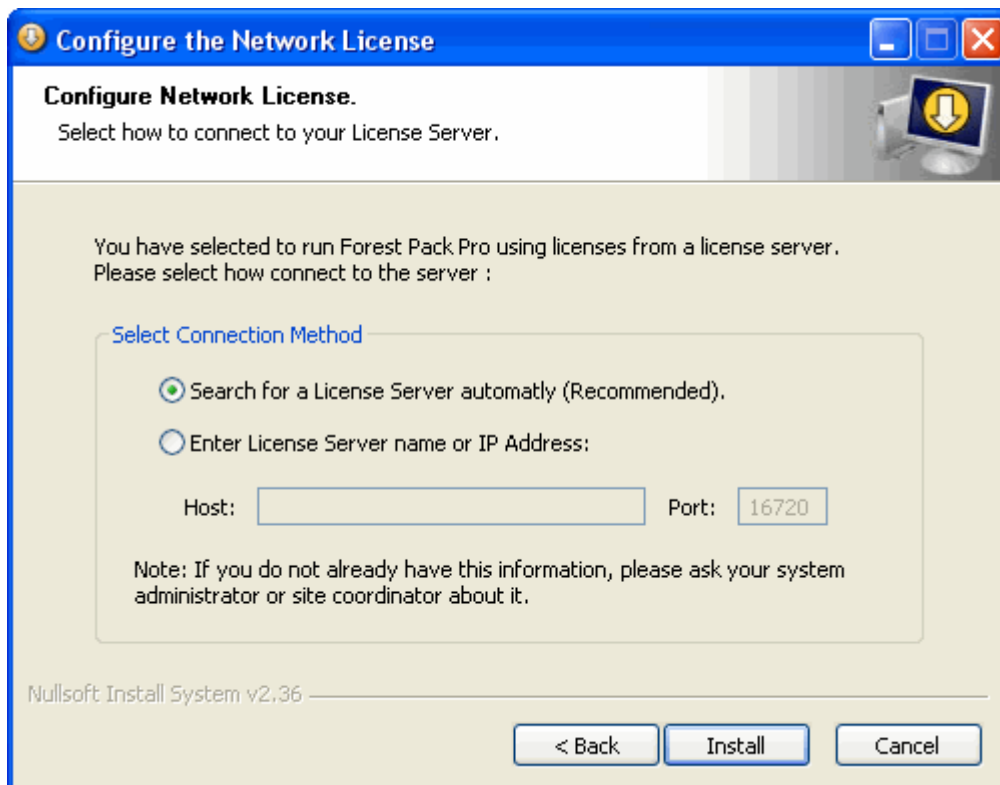 Configure the Network License
Configure Network License.
Select how to connect to your License Server.
You have selected to run Forest Pack Pro using licenses from a license server.
Please select how connect to the server :
Select Connection Method
Search for a License Server automatly (Recommended).
Enter License Server name or IP Address:
Host: Port: 16720
Note: If you do not already have this information, please ask your system
administrator or site coordinator about it.
Nullsoft Install System v2.36
< Back Install Cancel